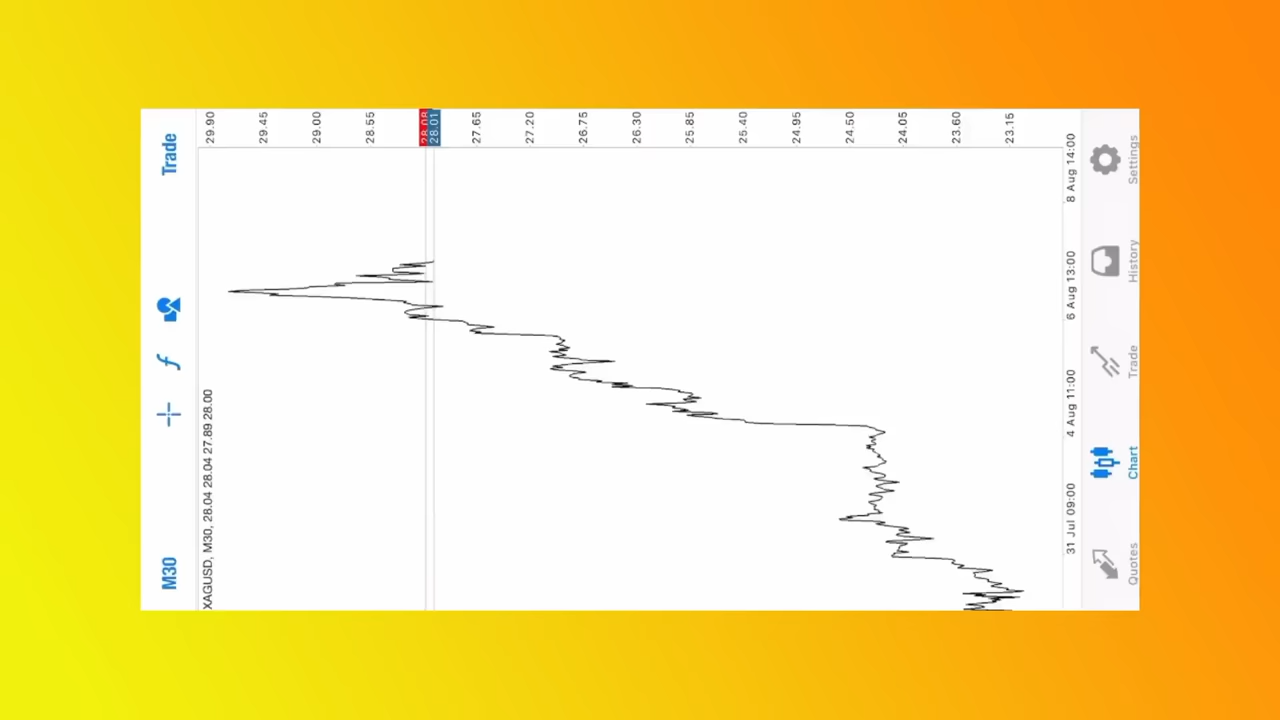 M30
Trade
XAGUSD, M30, 28.04 28.04 27.89 28.00
29.90
29.45
29.00
28.55
28.08
28.01
27.65
27.20
26.75
26.30
25.85
25.40
24.95
24.50
24.05
23.60
23.15
31 Jul 09:00
4 Aug 11:00
6 Aug 13:00
8 Aug 14:00
Quotes
Chart
Trade
History
Settings